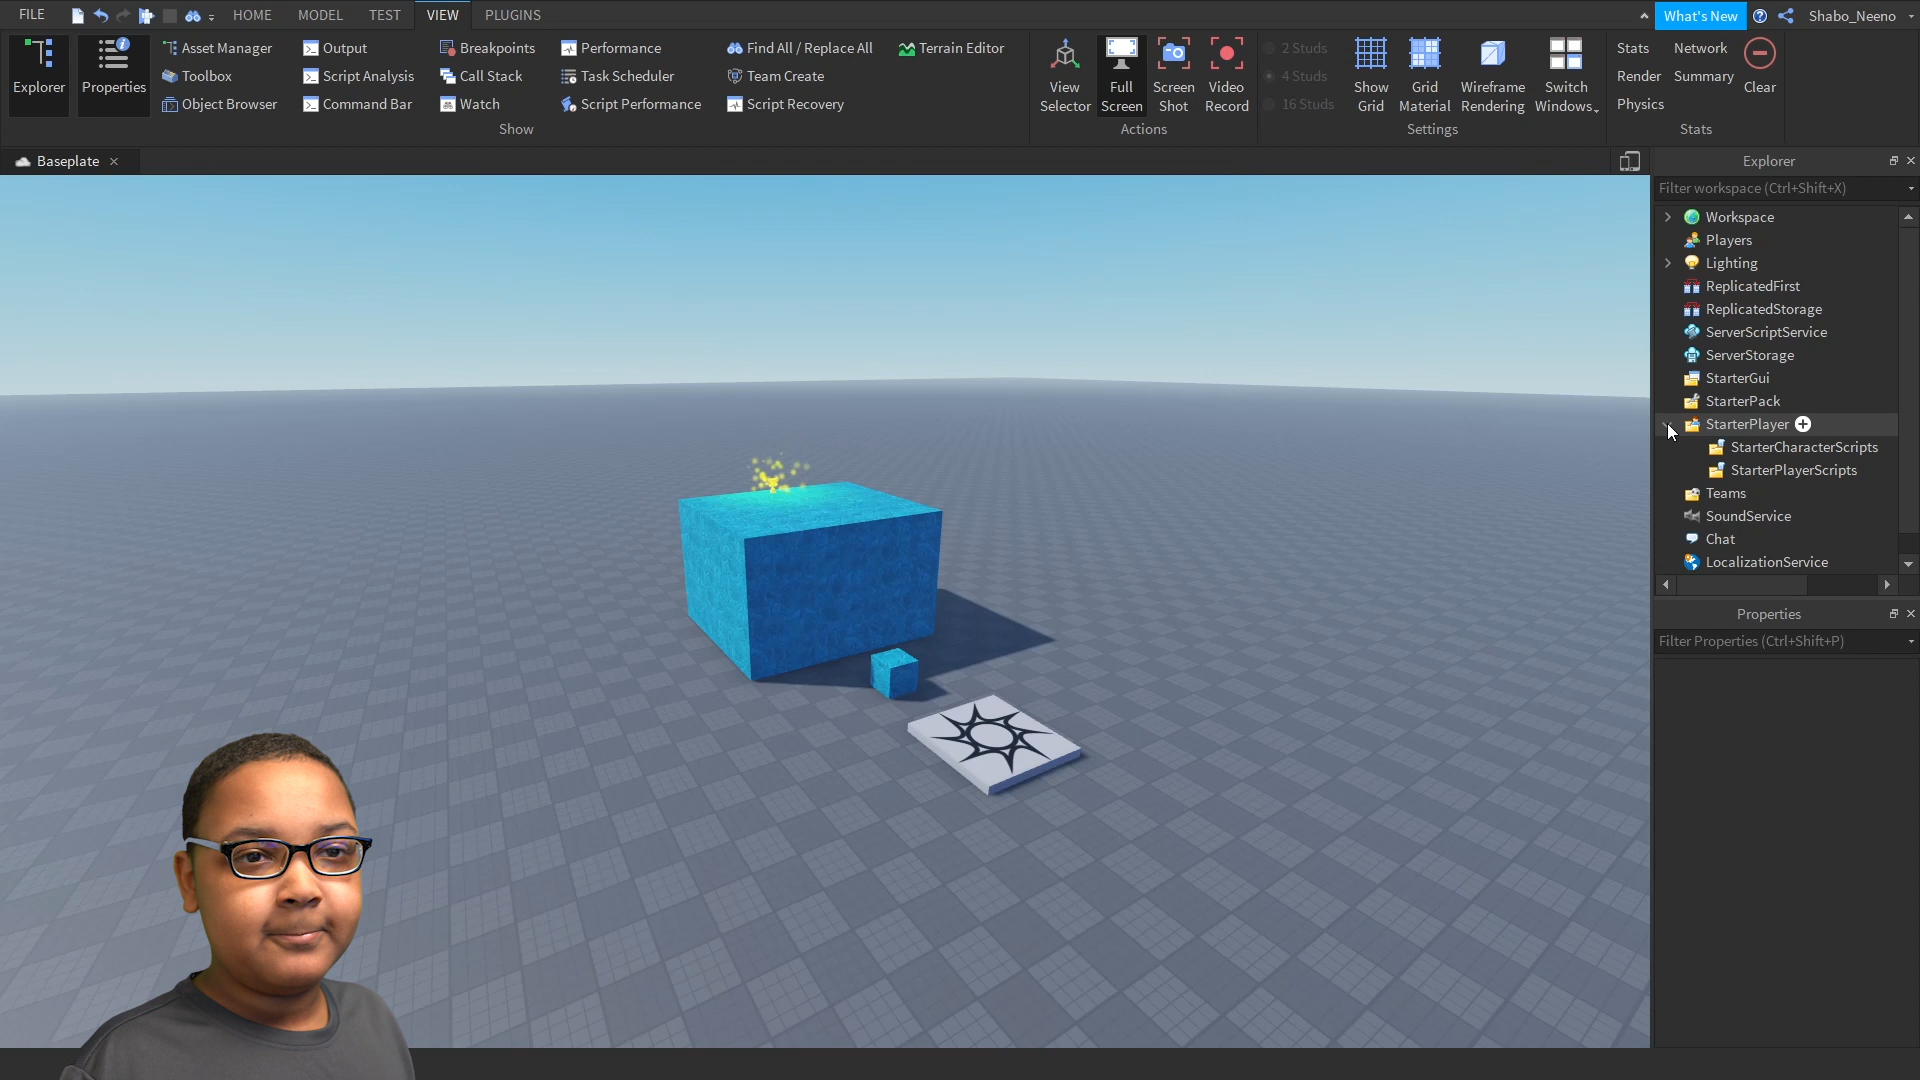 FILE
HOME
MODEL
TEST
VIEW
PLUGINS
What's New
Shabo_Neeno
Explorer
Properties
Asset Manager
Toolbox
Object Browser
Output
Script Analysis
Command Bar
Breakpoints
Call Stack
Watch
Performance
Task Scheduler
Script Performance
Find All / Replace All
Team Create
Script Recovery
Terrain Editor
Show
View
Selector
Full
Screen
Screen
Shot
Video
Record
Actions
2 Studs
4 Studs
16 Studs
Show
Grid
Grid
Material
Wireframe
Rendering
Switch
Windows
Settings
Stats
Render
Physics
Network
Summary
Clear
Stats
Baseplate
Explorer
Filter workspace (Ctrl+Shift+X)
Workspace
Players
Lighting
ReplicatedFirst
ReplicatedStorage
ServerScriptService
ServerStorage
StarterGui
StarterPack
StarterPlayer
StarterCharacterScripts
StarterPlayerScripts
Teams
SoundService
Chat
LocalizationService
Properties
Filter Properties (Ctrl+Shift+P)